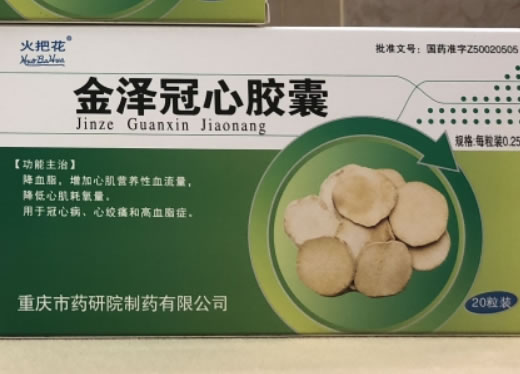 火把花®
HuoBaHua
批准文号：国药准字Z50020505
金泽冠心胶囊
Jinze Guanxin Jiaonang
规格:每粒装0.25
【功能主治】
降血脂，增加心肌营养性血流量，
降低心肌耗氧量。
用于冠心病、心绞痛和高血脂症。
重庆市药研院制药有限公司
20粒装